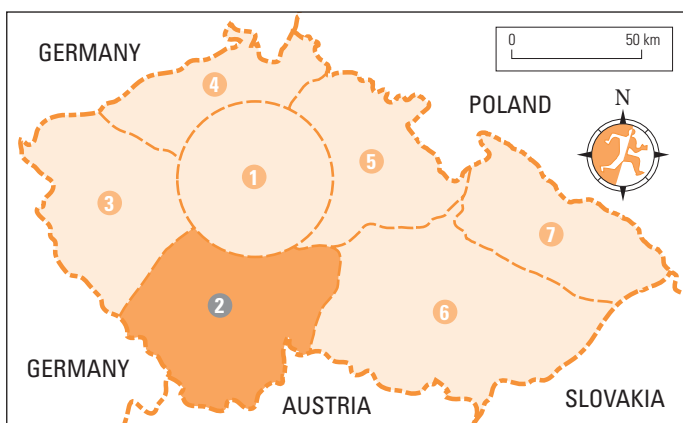 GERMANY
0 50 km
4
POLAND
N
5
1
3
7
2
6
GERMANY
AUSTRIA
SLOVAKIA